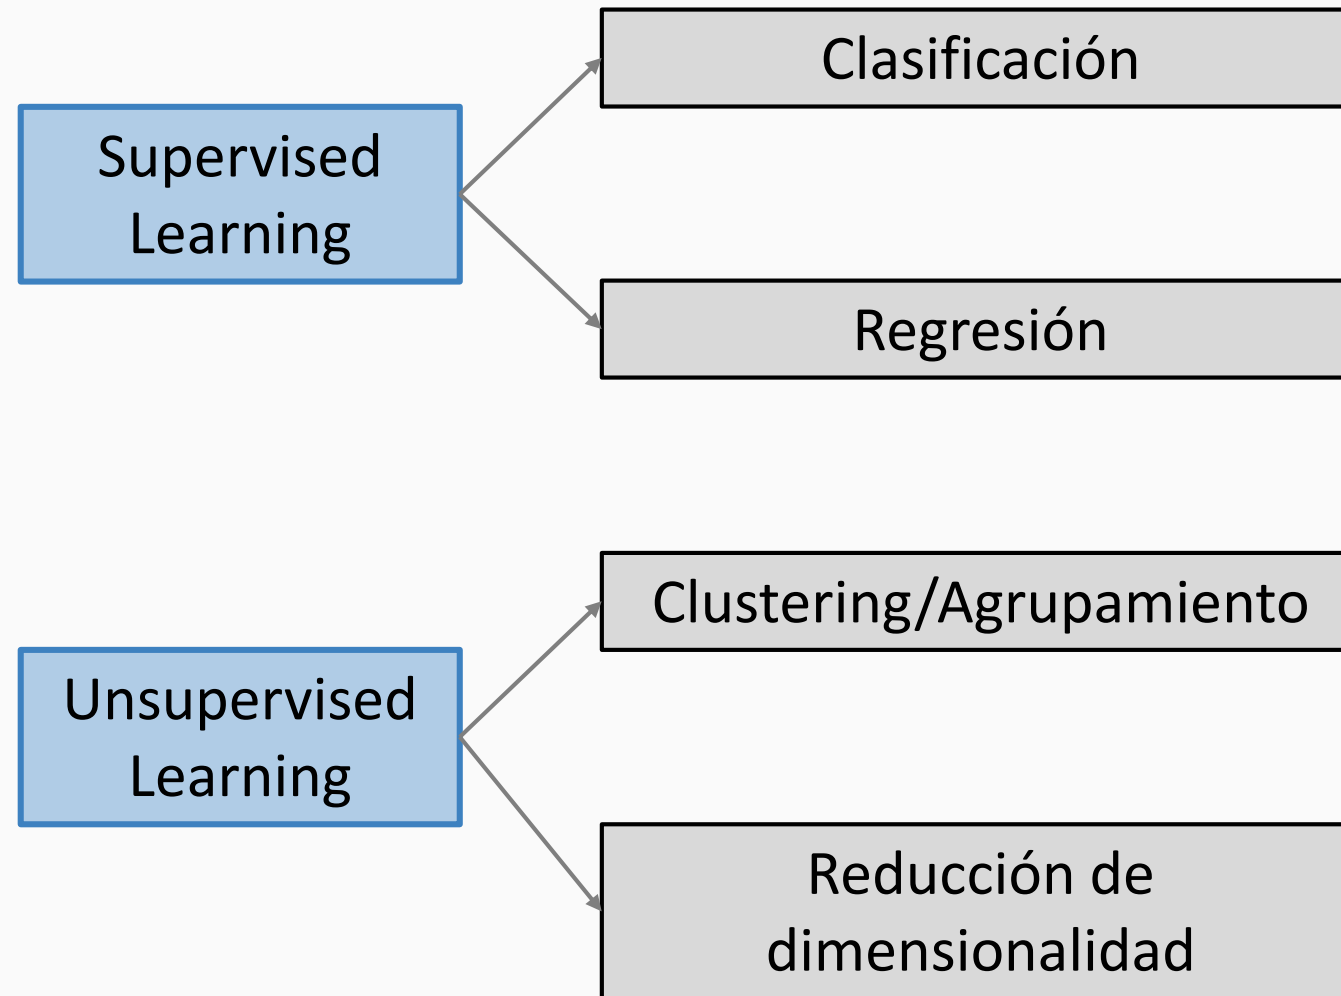 Supervised
Learning
Clasificación
Regresión
Unsupervised
Learning
Clustering/Agrupamiento
Reducción de
dimensionalidad